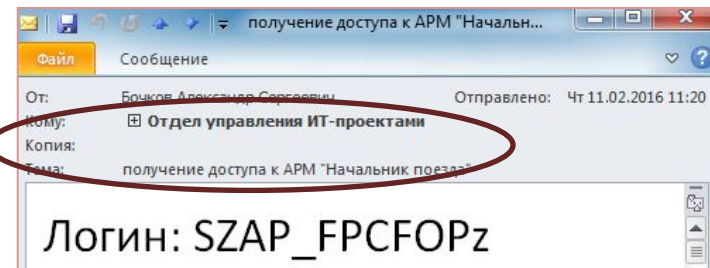 получение доступа к АРМ "Начальн...
Файл Сообщение
От: Бочков Александр Сергеевич Отправлено: Чт 11.02.2016 11:20
Кому: Отдел управления ИТ-проектами
Копия:
Тема: получение доступа к АРМ "Начальник поезда"
Логин: SZAP_FPCFOPz